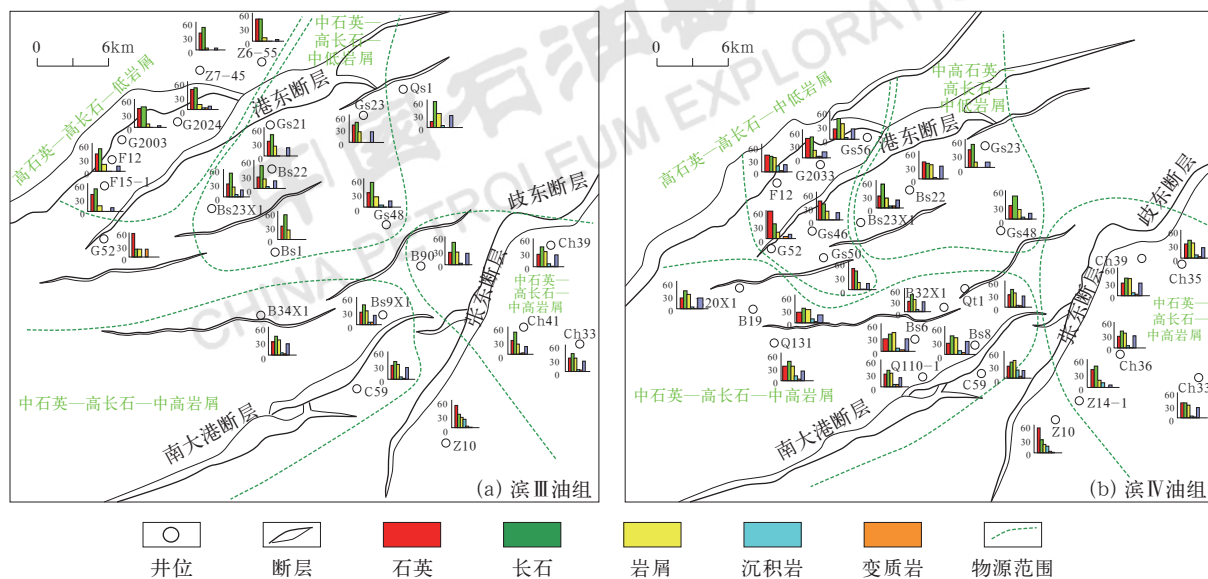 中石英—
高长石—
中低岩屑
高石英—高长石—低岩屑
0 6km
Z7-45
Z6-55
G2024
G2003
F12
F15-1
G52
港东断层
Gs21
Gs23
Qs1
Bs22
Bs23X1
Bs1
Gs48
歧东断层
B90
Ch39
中石英—
高长石—
中高岩屑
张东断层
Ch41
Ch33
B34X1
Bs9X1
C59
Z10
中石英—高长石—中高岩屑
南大港断层
(a) 滨Ⅲ油组
0 6km
中高石英—
高长石—
中低岩屑
高石英—高长石—中低岩屑
港东断层
Gs56
G2033
F12
G52
Gs46
Gs50
Bs23X1
Bs22
Gs23
Gs48
歧东断层
Ch39
Ch35
中石英—
高长石—
中高岩屑
张东断层
20X1
B19
Q131
B32X1
Qt1
Bs6
Bs8
Q110-1
C59
Ch36
Ch33
Z14-1
Z10
中石英—高长石—中高岩屑
南大港断层
(b) 滨Ⅳ油组
井位
断层
石英
长石
岩屑
沉积岩
变质岩
物源范围
CHINA PETROLEUM EXPLORATION